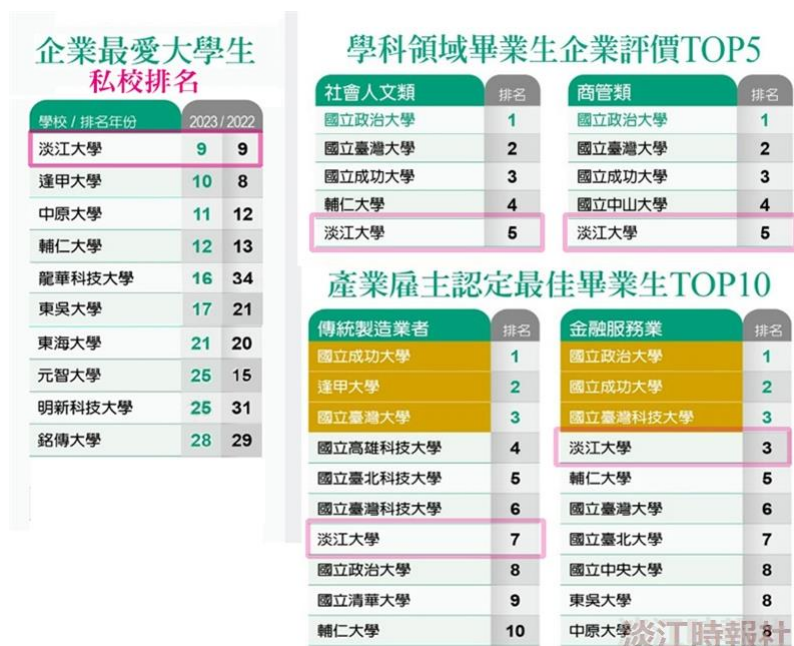 企業最愛大學生
私校排名
學校 / 排名年份 2023 / 2022
淡江大學 9 9
逢甲大學 10 8
中原大學 11 12
輔仁大學 12 13
龍華科技大學 16 34
東吳大學 17 21
東海大學 21 20
元智大學 25 15
明新科技大學 25 31
銘傳大學 28 29
學科領域畢業生企業評價TOP5
社會人文類 排名
國立政治大學 1
國立臺灣大學 2
國立成功大學 3
輔仁大學 4
淡江大學 5
商管類 排名
國立政治大學 1
國立臺灣大學 2
國立成功大學 3
國立中山大學 4
淡江大學 5
產業雇主認定最佳畢業生TOP10
傳統製造業者 排名
國立成功大學 1
逢甲大學 2
國立臺灣大學 3
國立高雄科技大學 4
國立臺北科技大學 5
國立臺灣科技大學 6
淡江大學 7
國立政治大學 8
國立清華大學 9
輔仁大學 10
金融服務業 排名
國立政治大學 1
國立成功大學 2
國立臺灣科技大學 3
淡江大學 3
輔仁大學 5
國立臺灣大學 6
國立臺北大學 7
國立中央大學 8
東吳大學 8
中原大學 8
淡江時報社